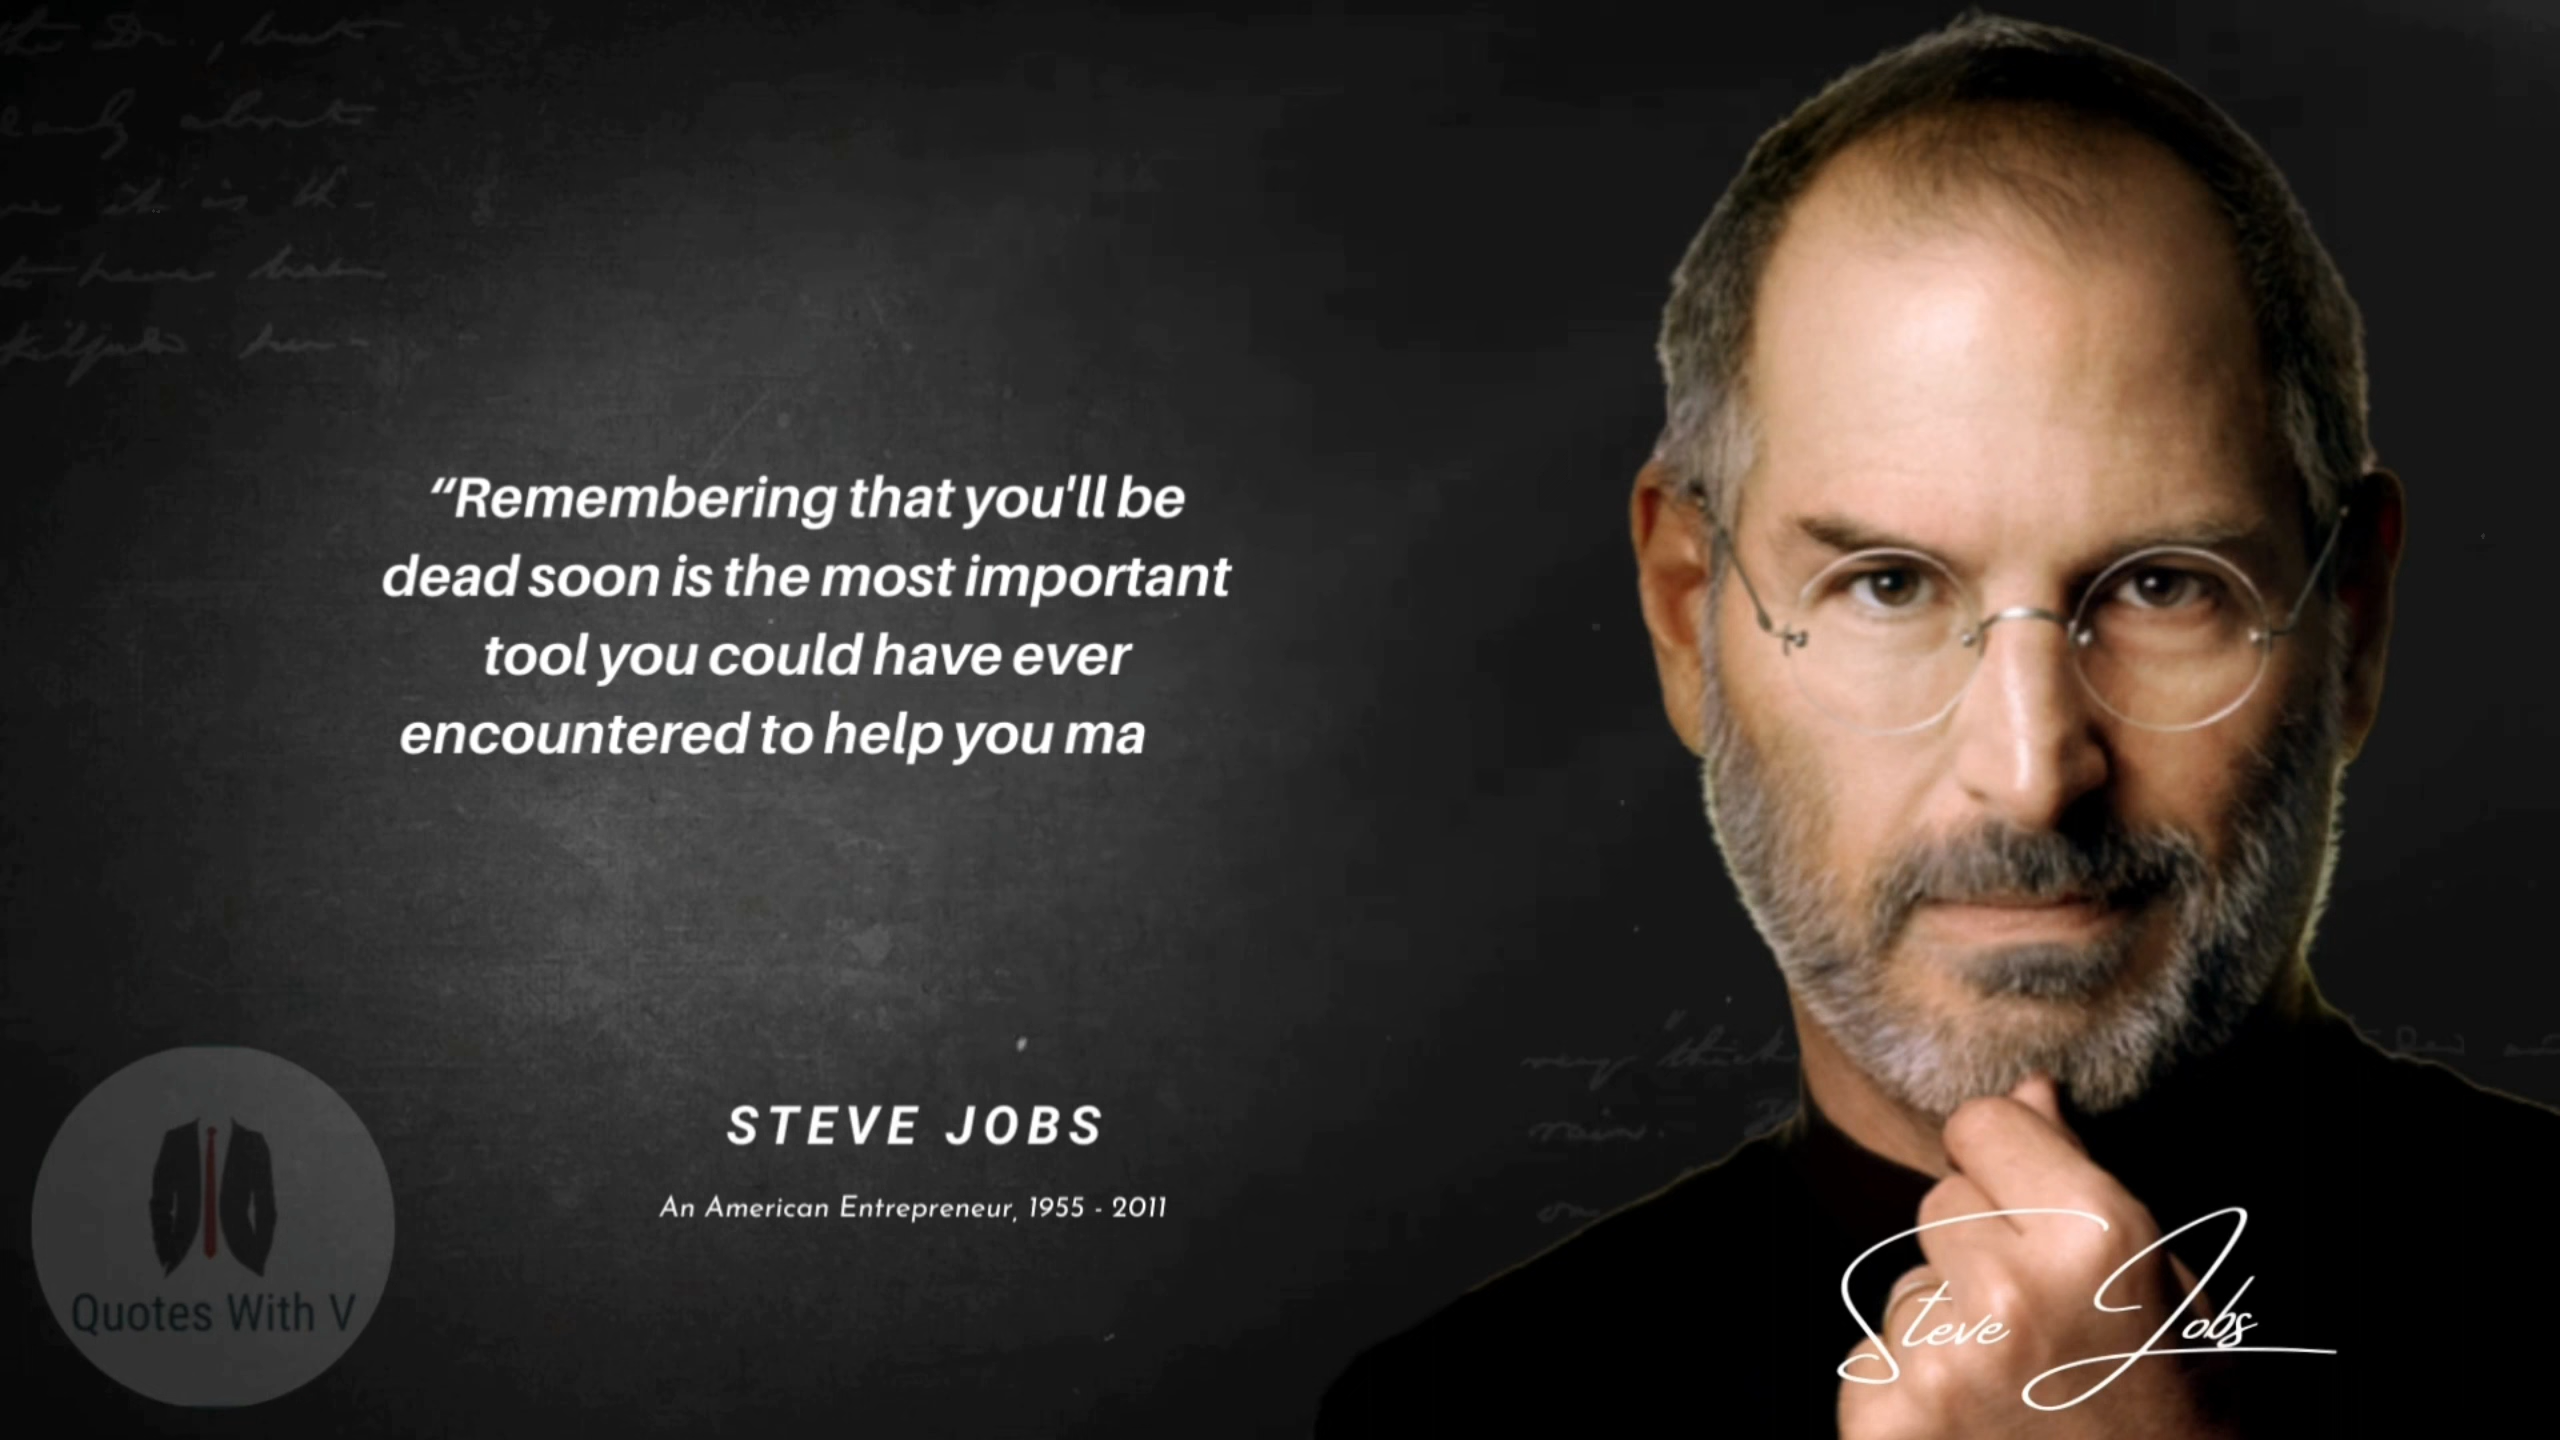 “Remembering that you'll be
dead soon is the most important
tool you could have ever
encountered to help you ma
STEVE JOBS
An American Entrepreneur, 1955 - 2011
Quotes With V
Steve Jobs